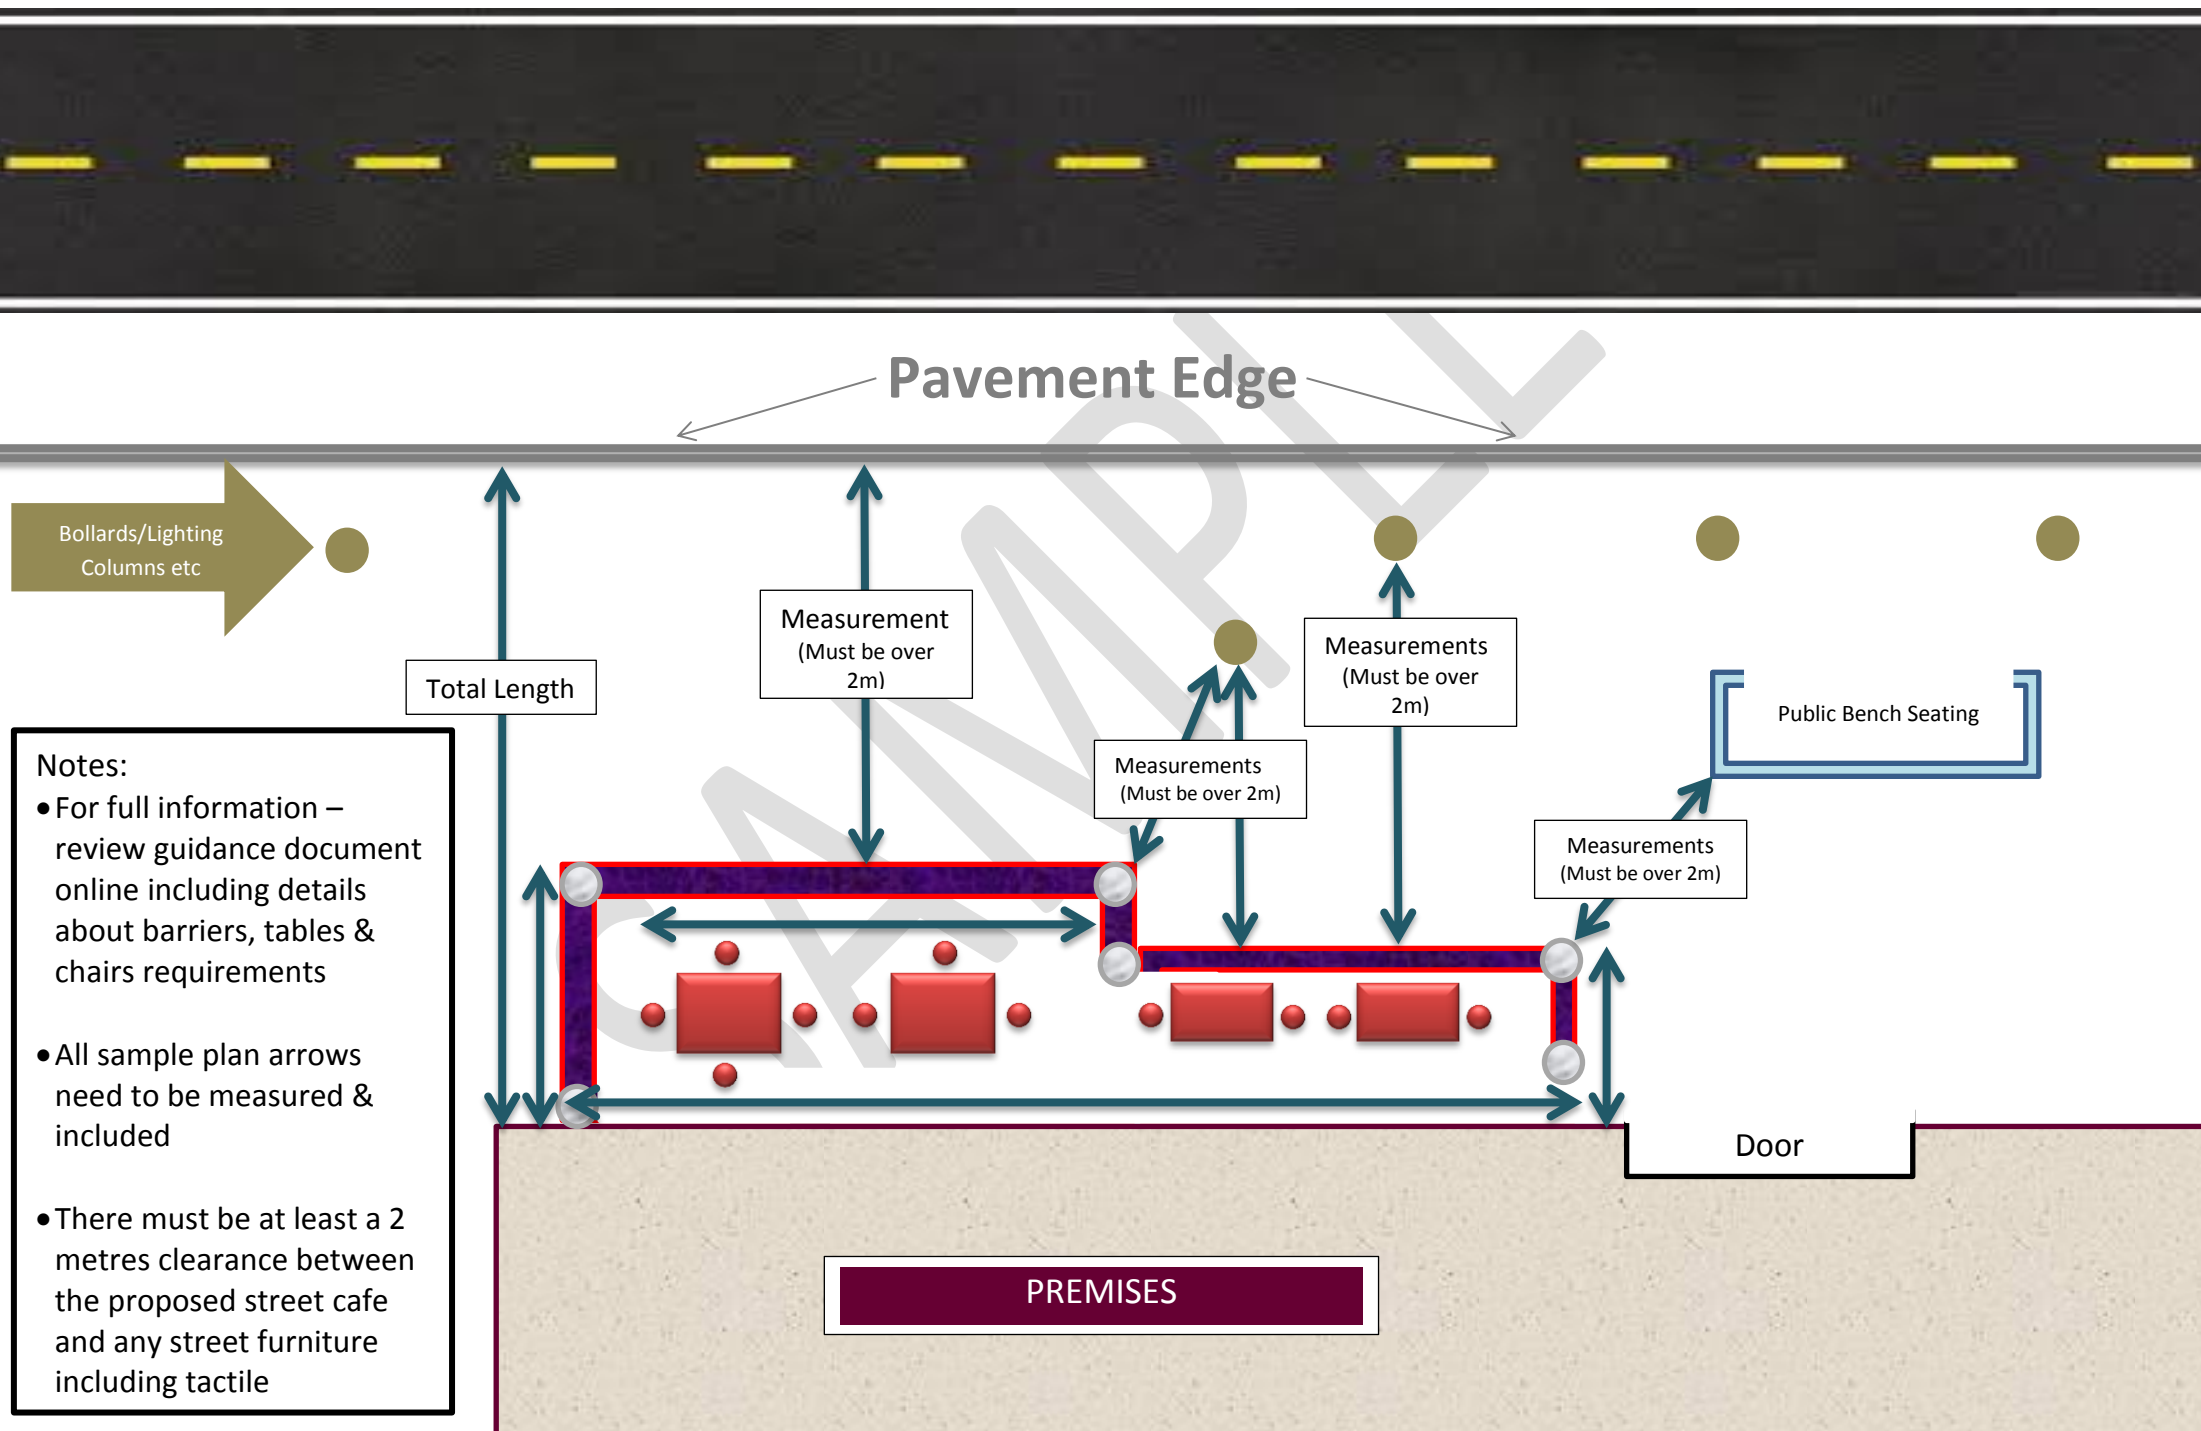 Pavement Edge
Bollards/Lighting
Columns etc
Total Length
Measurement
(Must be over
2m)
Measurements
(Must be over
2m)
Measurements
(Must be over 2m)
Public Bench Seating
Measurements
(Must be over 2m)
Notes:
•For full information –
review guidance document
online including details
about barriers, tables &
chairs requirements
•All sample plan arrows
need to be measured &
included
•There must be at least a 2
metres clearance between
the proposed street cafe
and any street furniture
including tactile
Door
PREMISES
SAMPLE